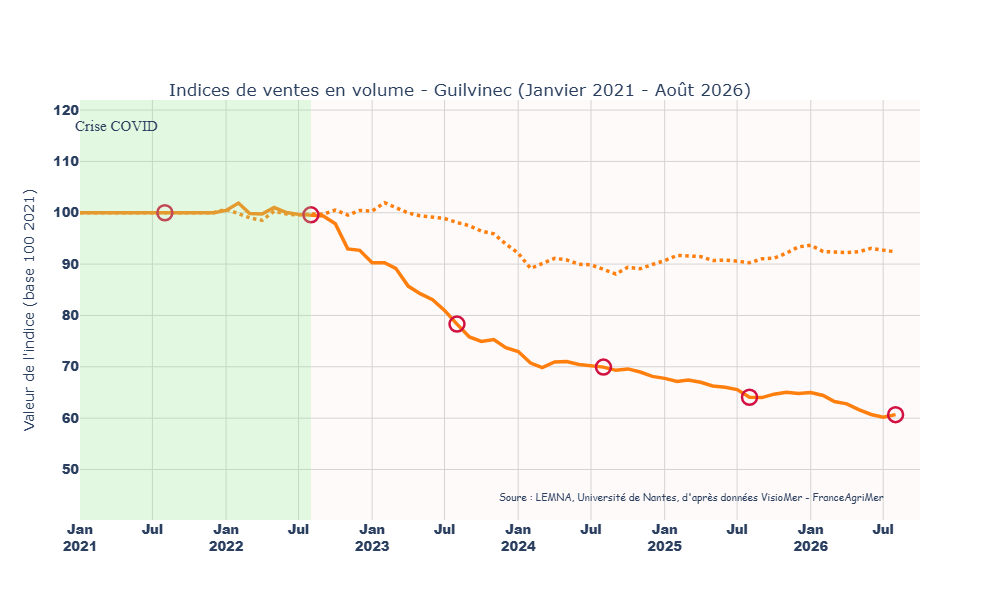 Indices de ventes en volume - Guilvinec (Janvier 2021 - Août 2026)
Valeur de l'indice (base 100 2021)
120
110
100
90
80
70
60
50
Crise COVID
Soure : LEMNA, Université de Nantes, d'après données VisioMer - FranceAgriMer
Jan Jul Jan Jul Jan Jul Jan Jul Jan Jul Jan Jul
2021 2022 2023 2024 2025 2026